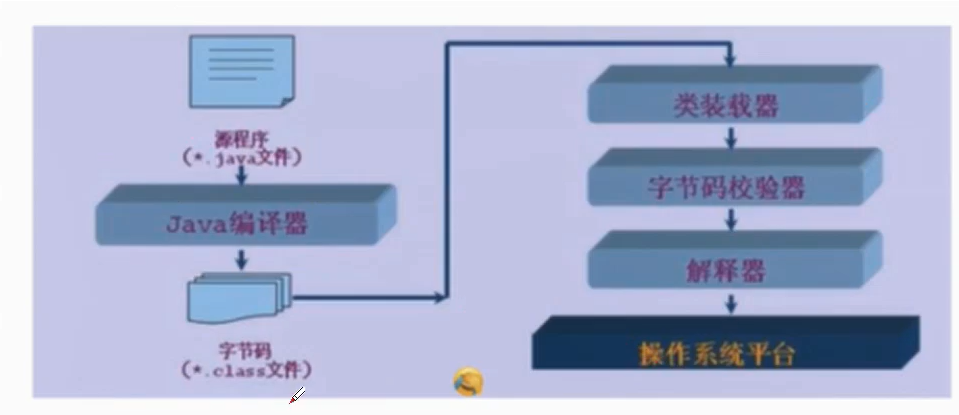 源程序
(*.java文件)
Java编译器
字节码
(*.class文件)
类装载器
字节码校验器
解释器
操作系统平台